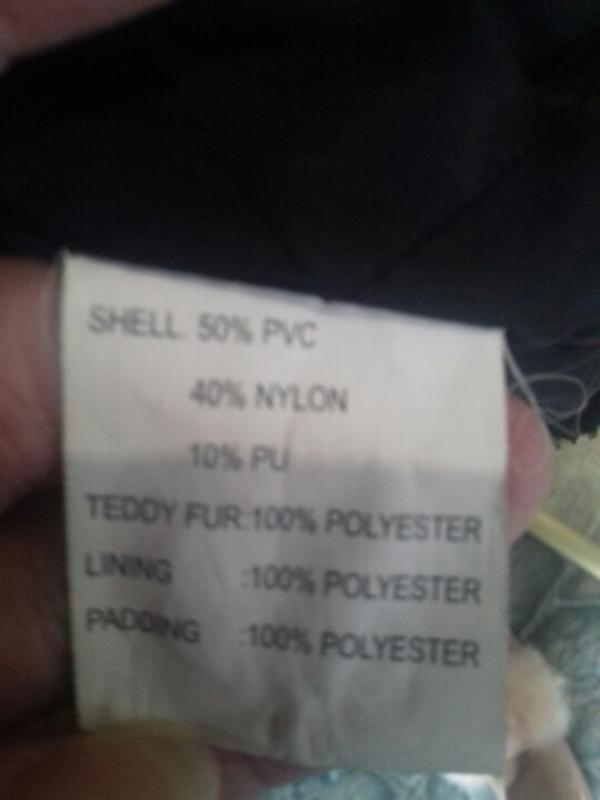 SHELL. 50% PVC
40% NYLON
10% PU
TEDDY FUR:100% POLYESTER
LINING :100% POLYESTER
PADDING :100% POLYESTER